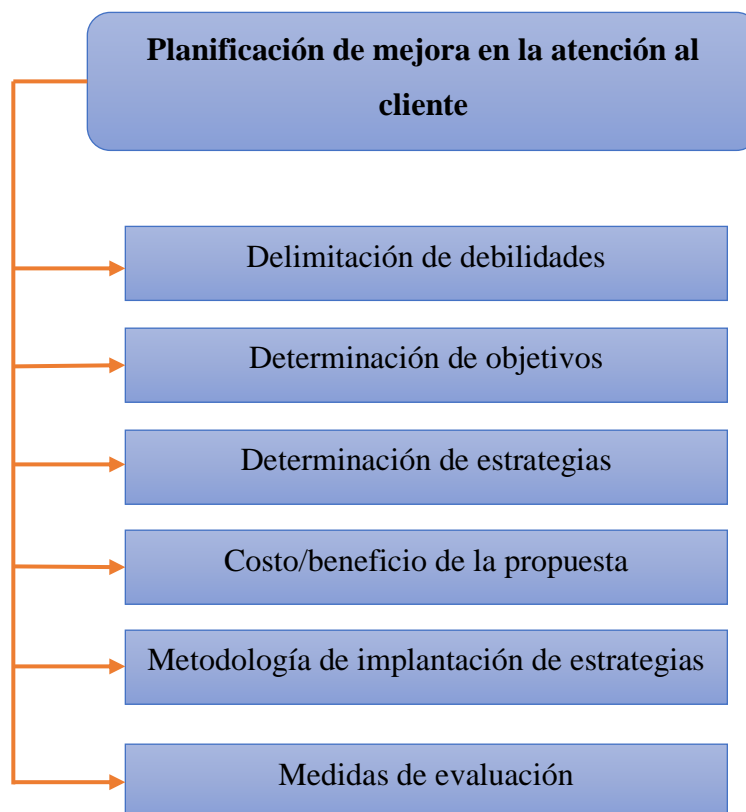 Planificación de mejora en la atención al
cliente
Delimitación de debilidades
Determinación de objetivos
Determinación de estrategias
Costo/beneficio de la propuesta
Metodología de implantación de estrategias
Medidas de evaluación